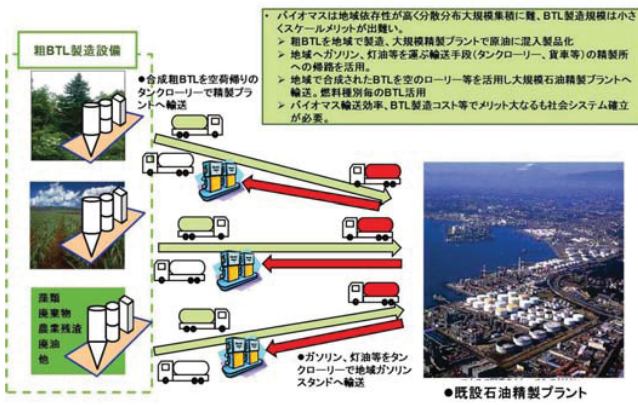 粗BTL製造設備
・バイオマスは地域依存性が高く分散分布大規模集積に難、BTL製造規模は小さ
くスケールメリットが出難い。
➢ 粗BTLを地域で製造、大規模精製プラントで原油に混入製品化
➢ 地域へガソリン、灯油等を運ぶ輸送手段(タンクローリー、貨車等)の精製所
への帰路を活用。
➢ 地域で合成されたBTLを空のローリー等を活用し大規模石油精製プラントへ
輸送。燃料種別毎のBTL活用
➢ バイオマス輸送効率、BTL製造コスト等でメリット大なるも社会システム確立
が必要。
●合成粗BTLを空荷帰りの
タンクローリーで精製プラ
ントへ輸送
藻類
廃棄物
農業残渣
廃油
他
●ガソリン、灯油等をタン
クローリーで地域ガソリン
スタンドへ輸送
●既設石油精製プラント